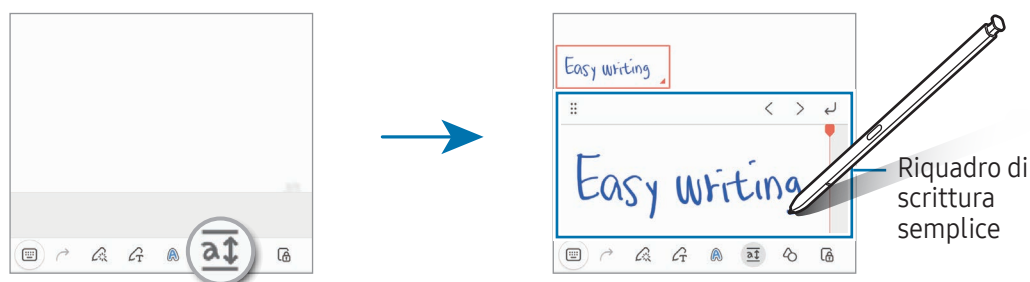 Easy writing
Easy writing
Riquadro di
scrittura
semplice